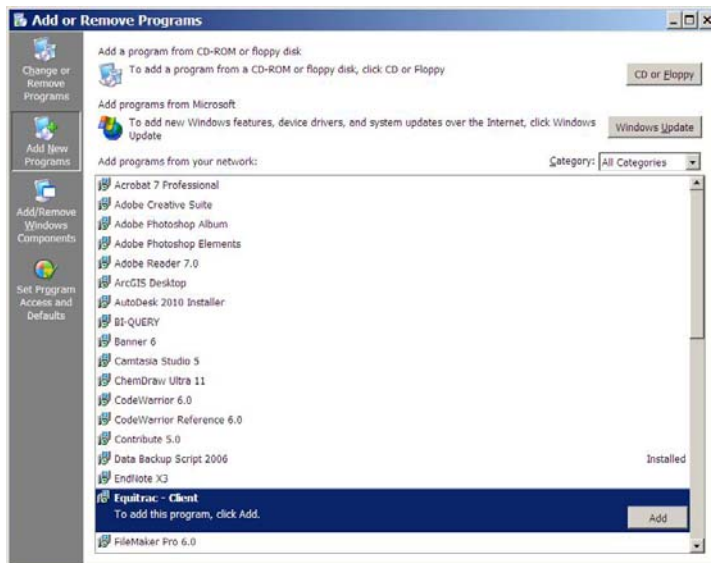 Add or Remove Programs
Change or
Remove
Programs
Add New
Programs
Add/Remove
Windows
Components
Set Program
Access and
Defaults
Add a program from CD-ROM or floppy disk
To add a program from a CD-ROM or floppy disk, click CD or Floppy
CD or Floppy
Add programs from Microsoft
To add new Windows features, device drivers, and system updates over the Internet, click Windows
Update
Windows Update
Add programs from your network:
Category: All Categories
Acrobat 7 Professional
Adobe Creative Suite
Adobe Photoshop Album
Adobe Photoshop Elements
Adobe Reader 7.0
ArcGIS Desktop
AutoDesk 2010 Installer
BI-QUERY
Banner 6
Camtasia Studio 5
ChemDraw Ultra 11
CodeWarrior 6.0
CodeWarrior Reference 6.0
Contribute 5.0
Data Backup Script 2006 Installed
EndNote X3
Equitrac - Client
To add this program, click Add.
Add
FileMaker Pro 6.0